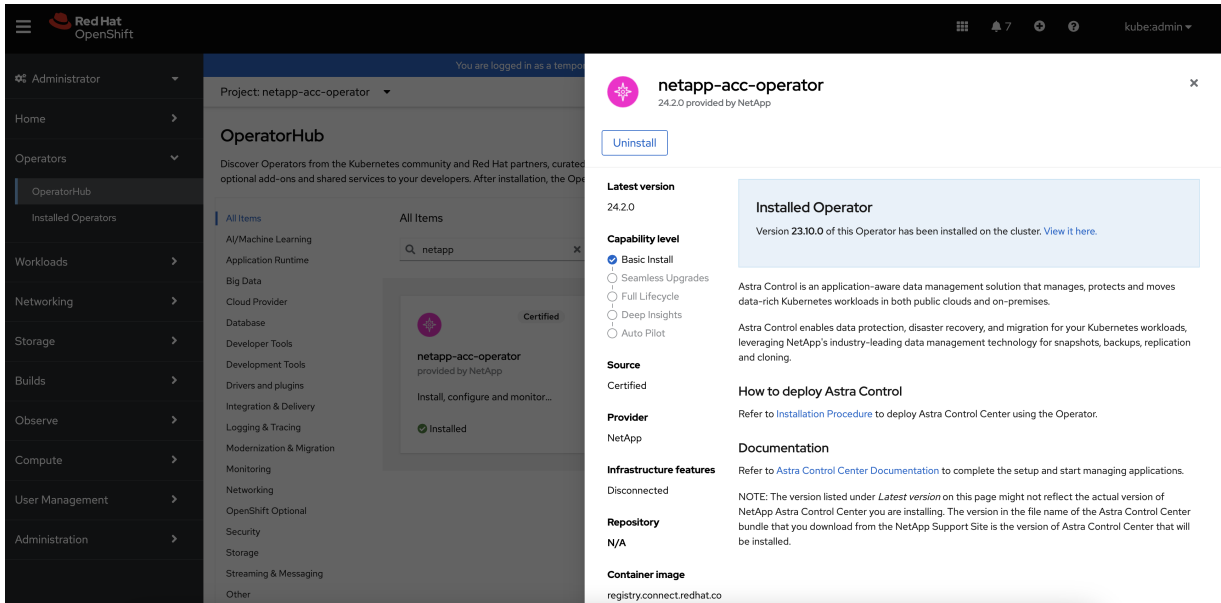 Red Hat
OpenShift
7
kube:admin
Administrator
Home
Operators
OperatorHub
Installed Operators
Workloads
Networking
Storage
Builds
Observe
Compute
User Management
Administration
You are logged in as a tempor
Project: netapp-acc-operator
OperatorHub
Discover Operators from the Kubernetes community and Red Hat partners, curated
optional add-ons and shared services to your developers. After installation, the Ope
All Items
AI/Machine Learning
Application Runtime
Big Data
Cloud Provider
Database
Developer Tools
Development Tools
Drivers and plugins
Integration & Delivery
Logging & Tracing
Modernization & Migration
Monitoring
Networking
OpenShift Optional
Security
Storage
Streaming & Messaging
Other
All Items
netapp
Certified
netapp-acc-operator
provided by NetApp
Install, configure and monitor...
Installed
netapp-acc-operator
24.2.0 provided by NetApp
Uninstall
Latest version
24.2.0
Capability level
Basic Install
Seamless Upgrades
Full Lifecycle
Deep Insights
Auto Pilot
Source
Certified
Provider
NetApp
Infrastructure features
Disconnected
Repository
N/A
Container image
registry.connect.redhat.co
Installed Operator
Version 23.10.0 of this Operator has been installed on the cluster. View it here.
Astra Control is an application-aware data management solution that manages, protects and moves
data-rich Kubernetes workloads in both public clouds and on-premises.
Astra Control enables data protection, disaster recovery, and migration for your Kubernetes workloads,
leveraging NetApp's industry-leading data management technology for snapshots, backups, replication
and cloning.
How to deploy Astra Control
Refer to Installation Procedure to deploy Astra Control Center using the Operator.
Documentation
Refer to Astra Control Center Documentation to complete the setup and start managing applications.
NOTE: The version listed under Latest version on this page might not reflect the actual version of
NetApp Astra Control Center you are installing. The version in the file name of the Astra Control Center
bundle that you download from the NetApp Support Site is the version of Astra Control Center that will
be installed.